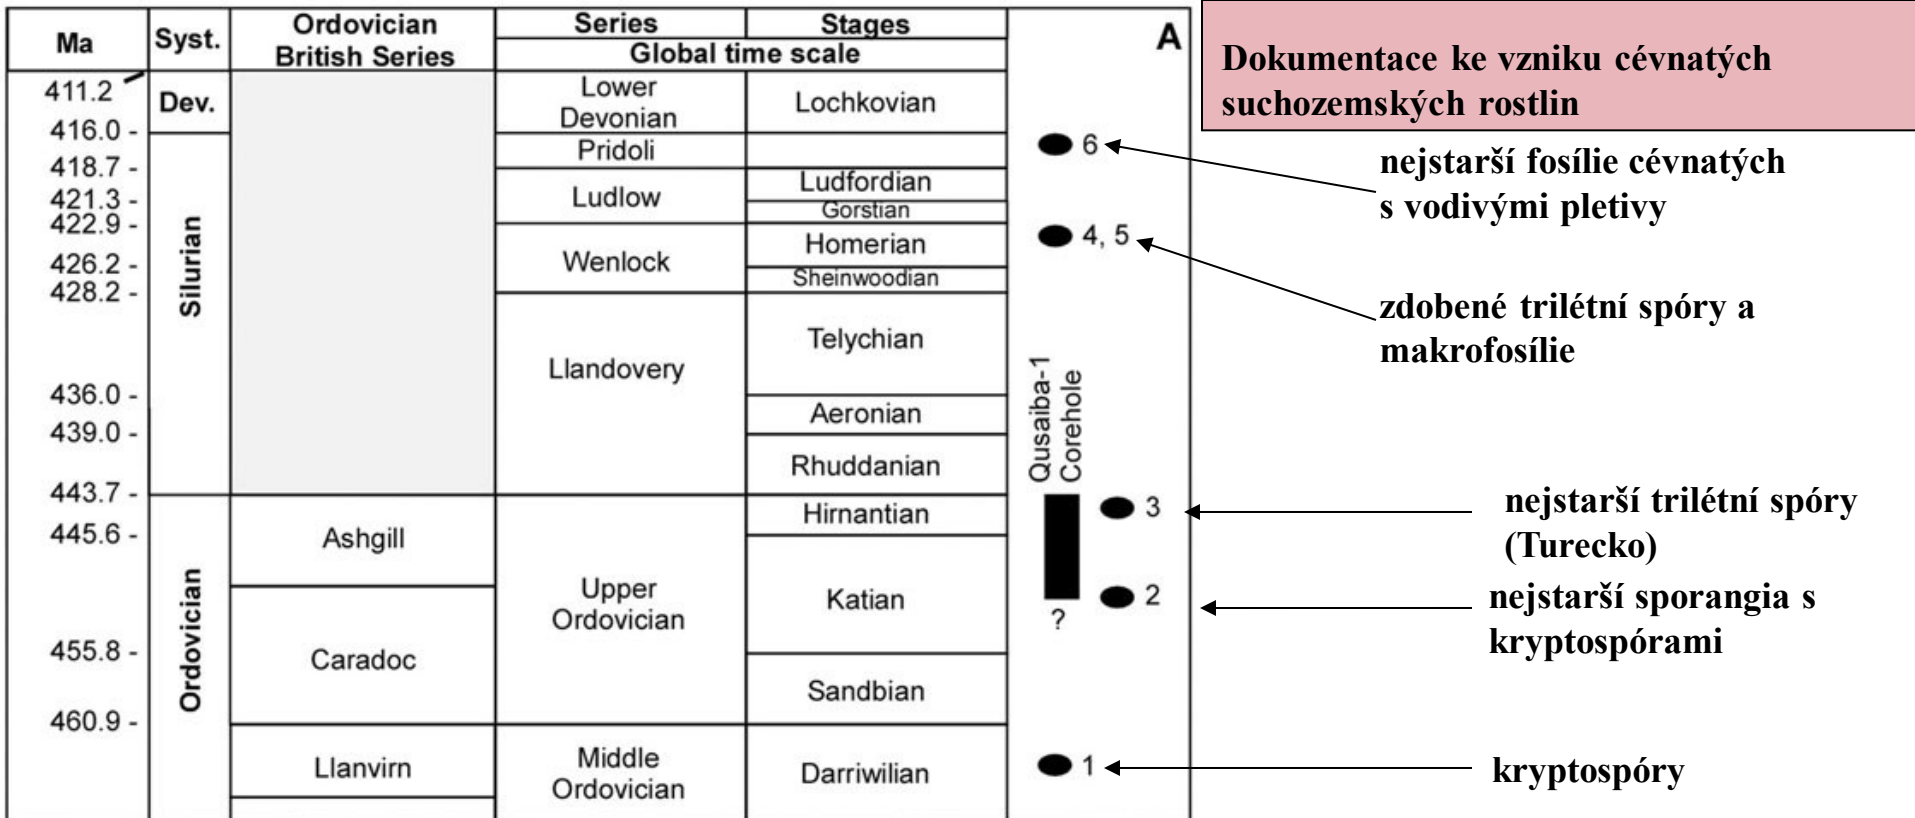 Ma
Syst.
Ordovician
British Series
Series
Stages
Global time scale
A
411.2
416.0 -
418.7 -
421.3 -
422.9 -
426.2 -
428.2 -
436.0 -
439.0 -
443.7 -
445.6 -
455.8 -
460.9 -
Dev.
Silurian
Ordovician
Ashgill
Caradoc
Llanvirn
Lower
Devonian
Pridoli
Ludlow
Wenlock
Llandovery
Upper
Ordovician
Middle
Ordovician
Lochkovian
Ludfordian
Gorstian
Homerian
Sheinwoodian
Telychian
Aeronian
Rhuddanian
Hirnantian
Katian
Sandbian
Darriwilian
6
4, 5
Qusaiba-1
Corehole
3
2
?
1
Dokumentace ke vzniku cévnatých
suchozemských rostlin
nejstarší fosílie cévnatých
s vodivými pletivy
zdobené trilétní spóry a
makrofosílie
nejstarší trilétní spóry
(Turecko)
nejstarší sporangia s
kryptospórami
kryptospóry